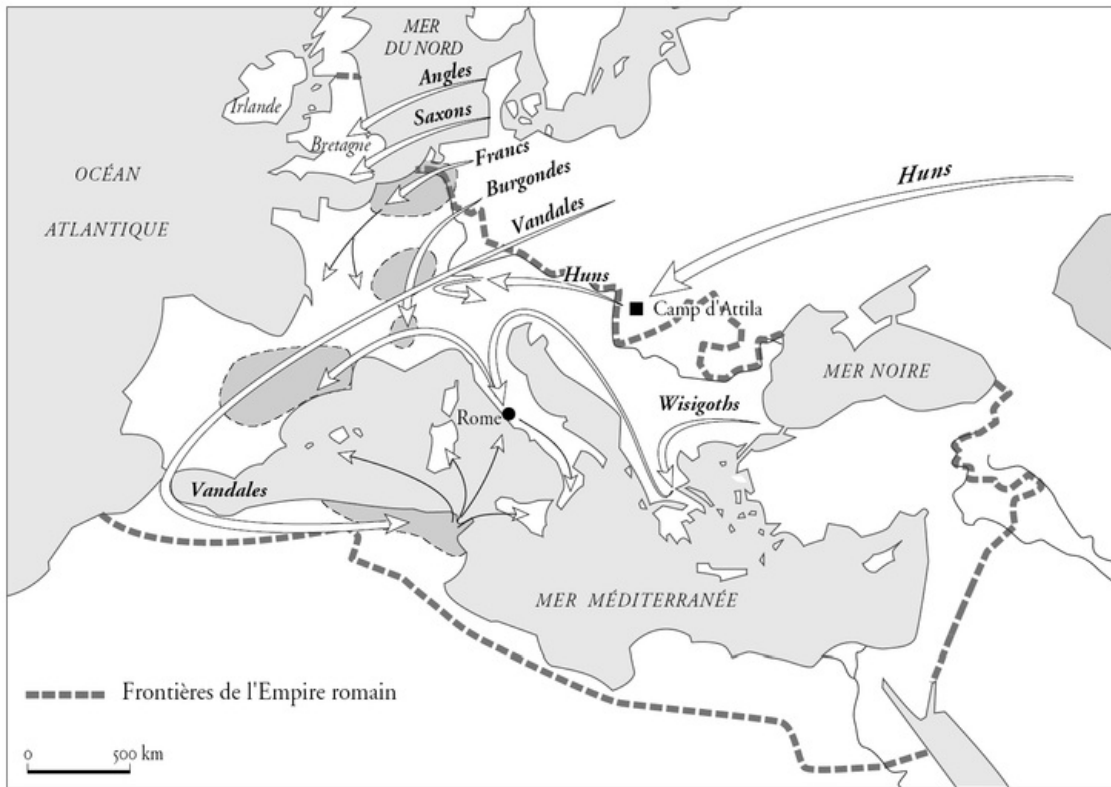 MER
DU NORD
Angles
Irlande
Saxons
Bretagne
Francs
OCÉAN
ATLANTIQUE
Burgondes
Huns
Vandales
Huns
Camp d'Attila
MER NOIRE
Wisigoths
Rome
Vandales
MER MÉDITERRANÉE
Frontières de l'Empire romain
0 500 km